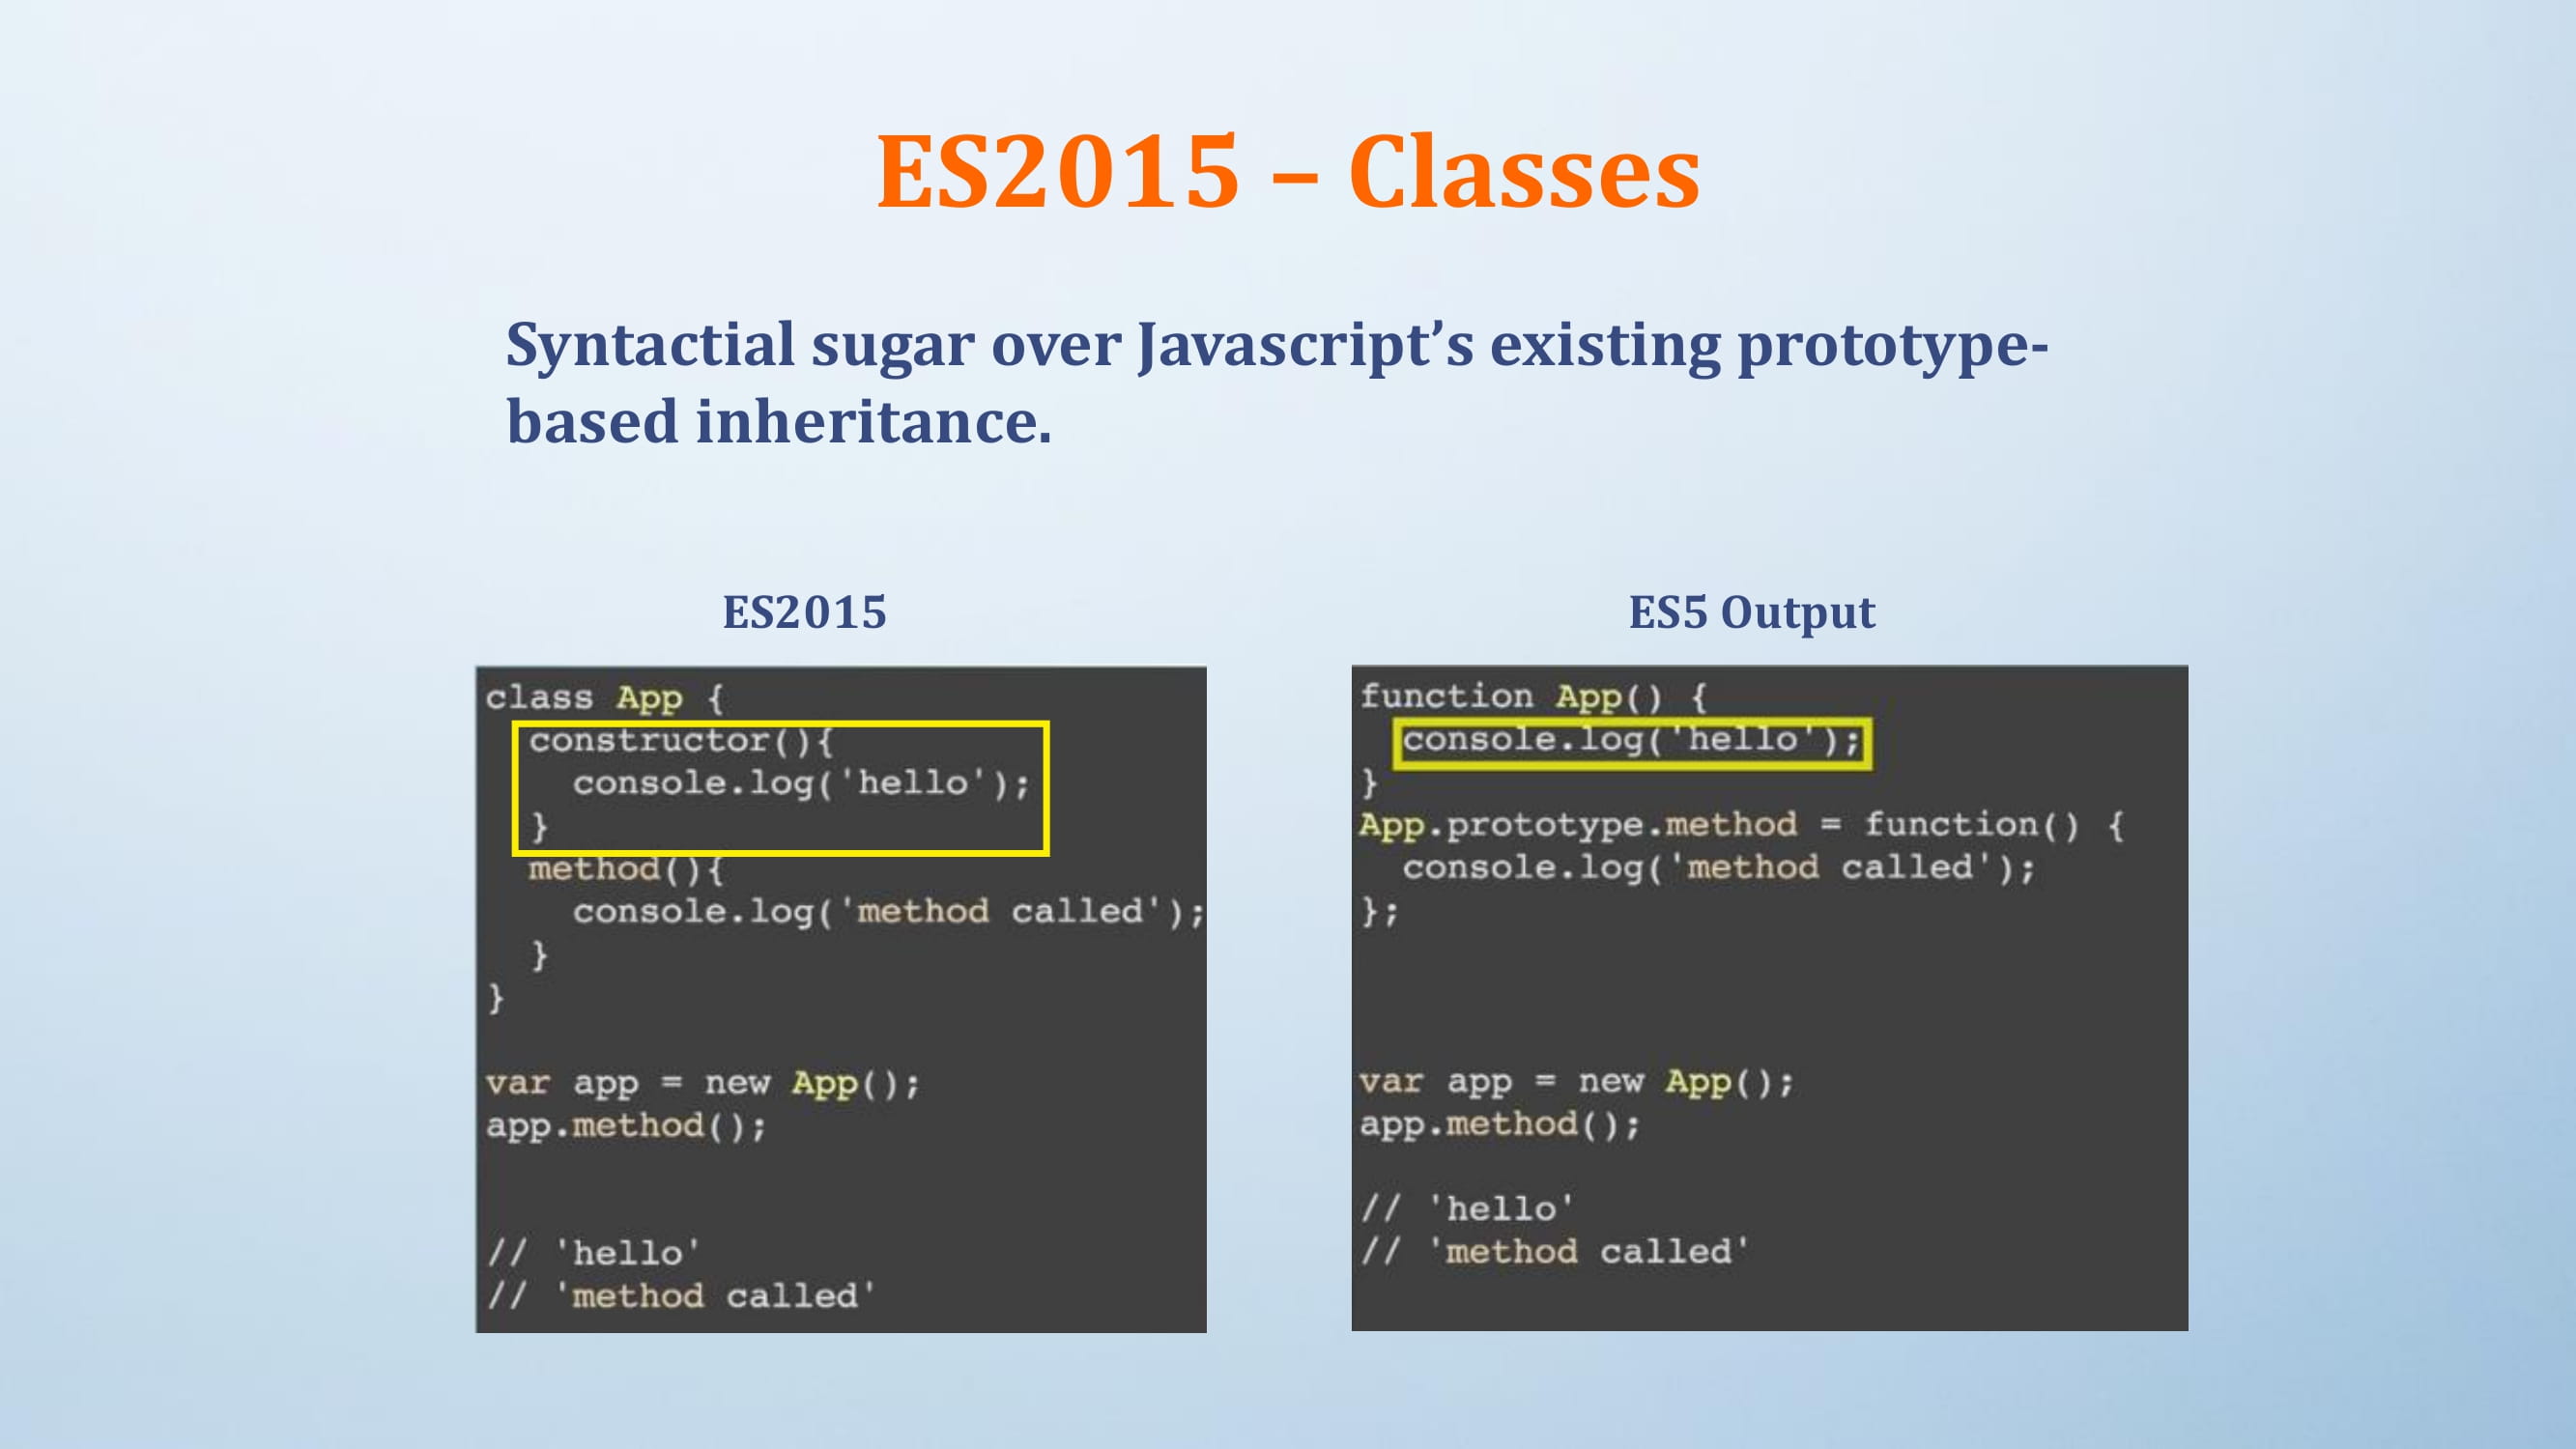 ES2015 – Classes
Syntactial sugar over Javascript’s existing prototype-
based inheritance.
ES2015
class App {
  constructor(){
    console.log('hello');
  }
  method(){
    console.log('method called');
  }
}
var app = new App();
app.method();
// 'hello'
// 'method called'
ES5 Output
function App() {
  console.log('hello');
}
App.prototype.method = function() {
  console.log('method called');
};
var app = new App();
app.method();
// 'hello'
// 'method called'